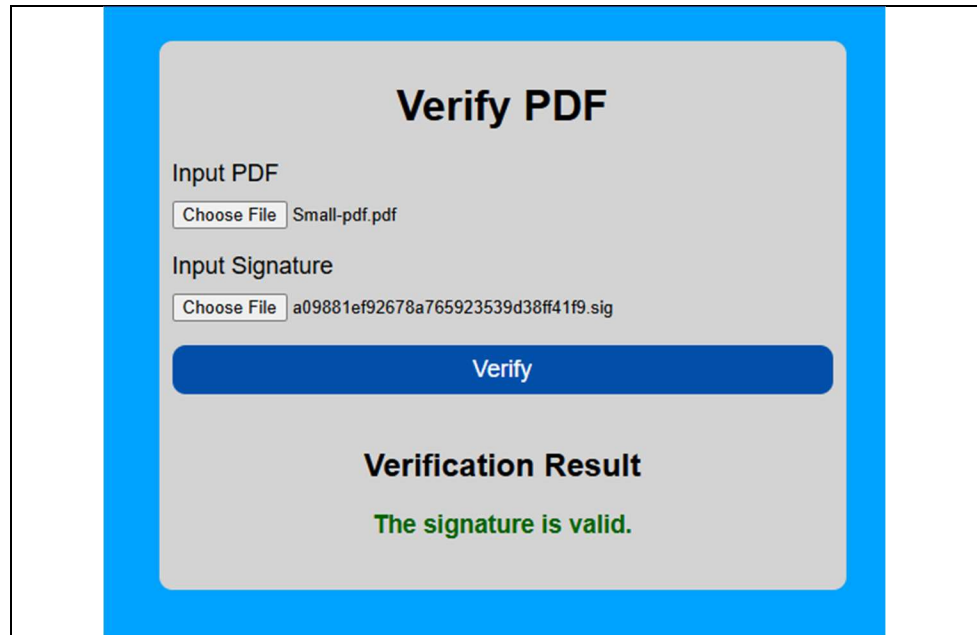 Verify PDF
Input PDF
Choose File Small-pdf.pdf
Input Signature
Choose File a09881ef92678a765923539d38ff41f9.sig
Verify
Verification Result
The signature is valid.